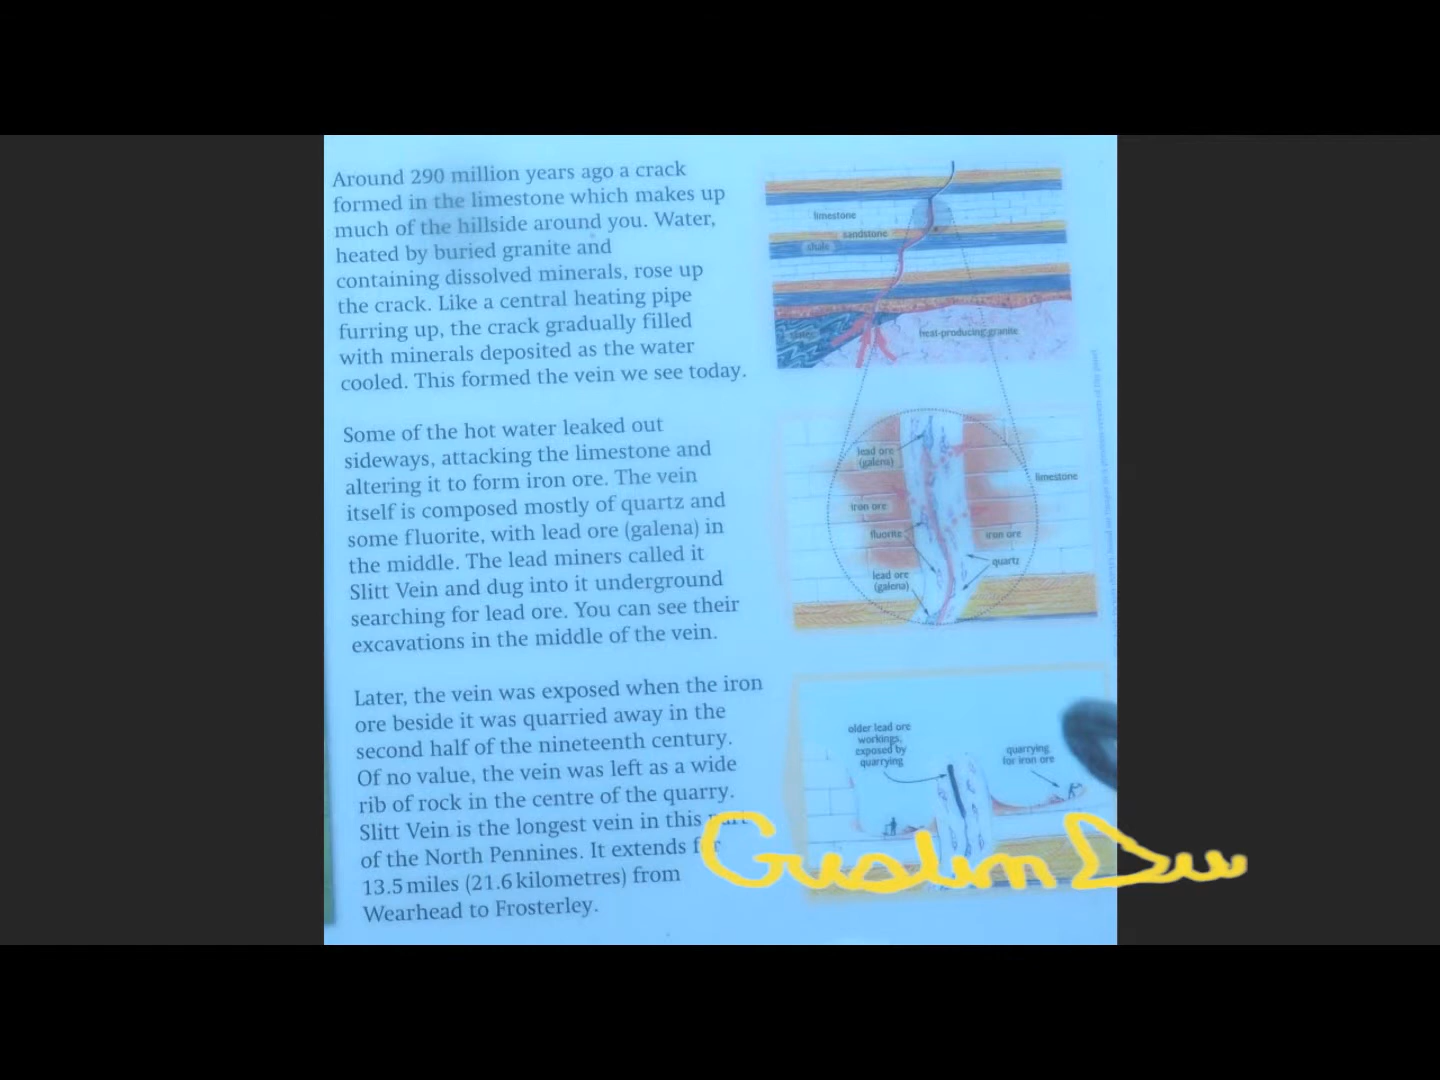 Around 290 million years ago a crack
formed in the limestone which makes up
much of the hillside around you. Water,
heated by buried granite and
containing dissolved minerals, rose up
the crack. Like a central heating pipe
furring up, the crack gradually filled
with minerals deposited as the water
cooled. This formed the vein we see today.
Some of the hot water leaked out
sideways, attacking the limestone and
altering it to form iron ore. The vein
itself is composed mostly of quartz and
some fluorite, with lead ore (galena) in
the middle. The lead miners called it
Slitt Vein and dug into it underground
searching for lead ore. You can see their
excavations in the middle of the vein.
Later, the vein was exposed when the iron
ore beside it was quarried away in the
second half of the nineteenth century.
Of no value, the vein was left as a wide
rib of rock in the centre of the quarry.
Slitt Vein is the longest vein in this part
of the North Pennines. It extends for
13.5 miles (21.6 kilometres) from
Wearhead to Frosterley.
limestone
sandstone
shale
slates
heat-producing granite
lead ore
(galena)
limestone
iron ore
fluorite
iron ore
quartz
lead ore
(galena)
older lead ore
workings,
exposed by
quarrying
quarrying
for iron ore